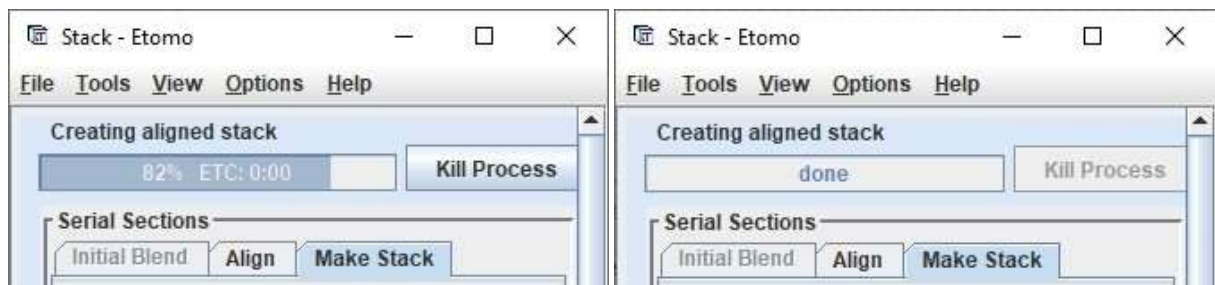 Stack - Etomo
File Tools View Options Help
Creating aligned stack
82% ETC: 0:00
Kill Process
Serial Sections
Initial Blend Align Make Stack
Stack - Etomo
File Tools View Options Help
Creating aligned stack
done
Kill Process
Serial Sections
Initial Blend Align Make Stack